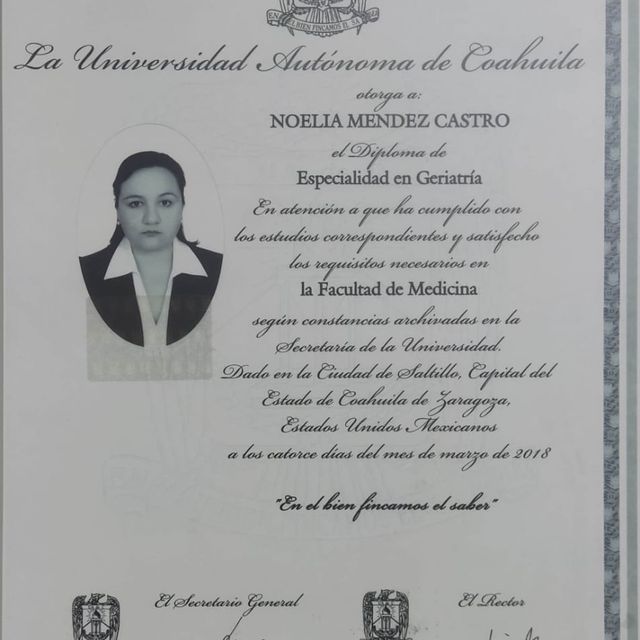 EN EL BIEN FINCAMOS EL SABER
La Universidad Autónoma de Coahuila
otorga a:
NOELIA MENDEZ CASTRO
el Diploma de
Especialidad en Geriatría
En atención a que ha cumplido con
los estudios correspondientes y satisfecho
los requisitos necesarios en
la Facultad de Medicina
según constancias archivadas en la
Secretaría de la Universidad.
Dado en la Ciudad de Saltillo, Capital del
Estado de Coahuila de Zaragoza,
Estados Unidos Mexicanos
a los catorce días del mes de marzo de 2018
"En el bien fincamos el saber"
El Secretario General
El Rector